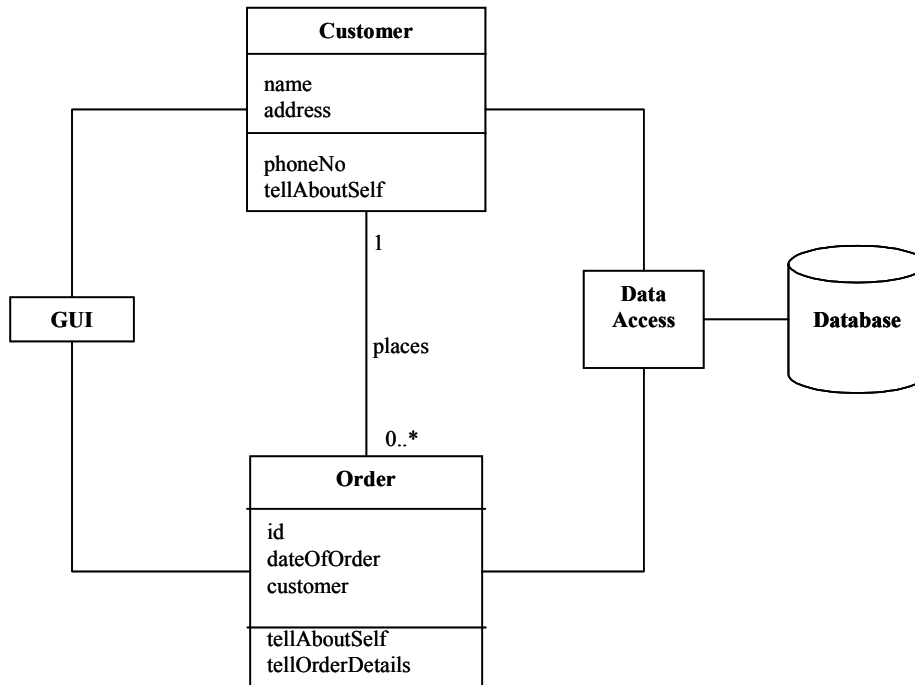 Customer
name
address
phoneNo
tellAboutSelf
1
GUI
Data
Access
Database
places
0..*
Order
id
dateOfOrder
customer
tellAboutSelf
tellOrderDetails